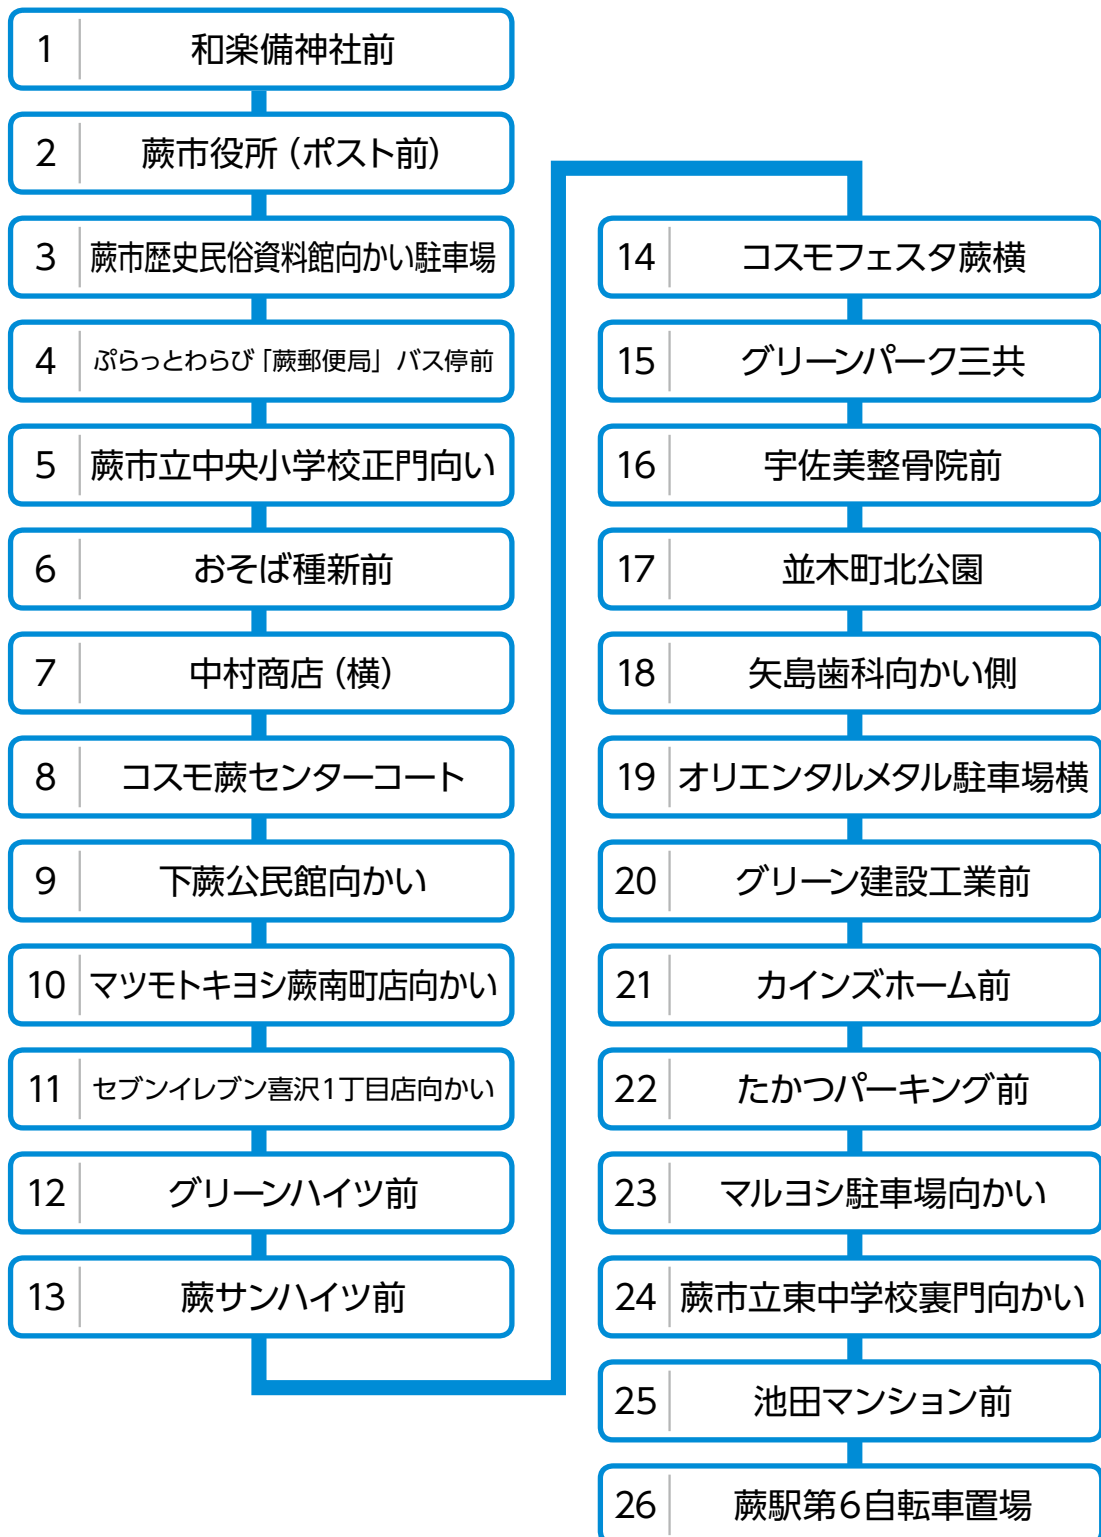 1 和楽備神社前
2 蕨市役所（ポスト前）
3 蕨市歴史民俗資料館向かい駐車場
4 ぷらっとわらび「蕨郵便局」バス停前
5 蕨市立中央小学校正門向い
6 おそば種新前
7 中村商店（横）
8 コスモ蕨センターコート
9 下蕨公民館向かい
10 マツモトキヨシ蕨南町店向かい
11 セブンイレブン喜沢1丁目店向かい
12 グリーンハイツ前
13 蕨サンハイツ前
14 コスモフェスタ蕨横
15 グリーンパーク三共
16 宇佐美整骨院前
17 並木町北公園
18 矢島歯科向かい側
19 オリエンタルメタル駐車場横
20 グリーン建設工業前
21 カインズホーム前
22 たかつパーキング前
23 マルヨシ駐車場向かい
24 蕨市立東中学校裏門向かい
25 池田マンション前
26 蕨駅第6自転車置場